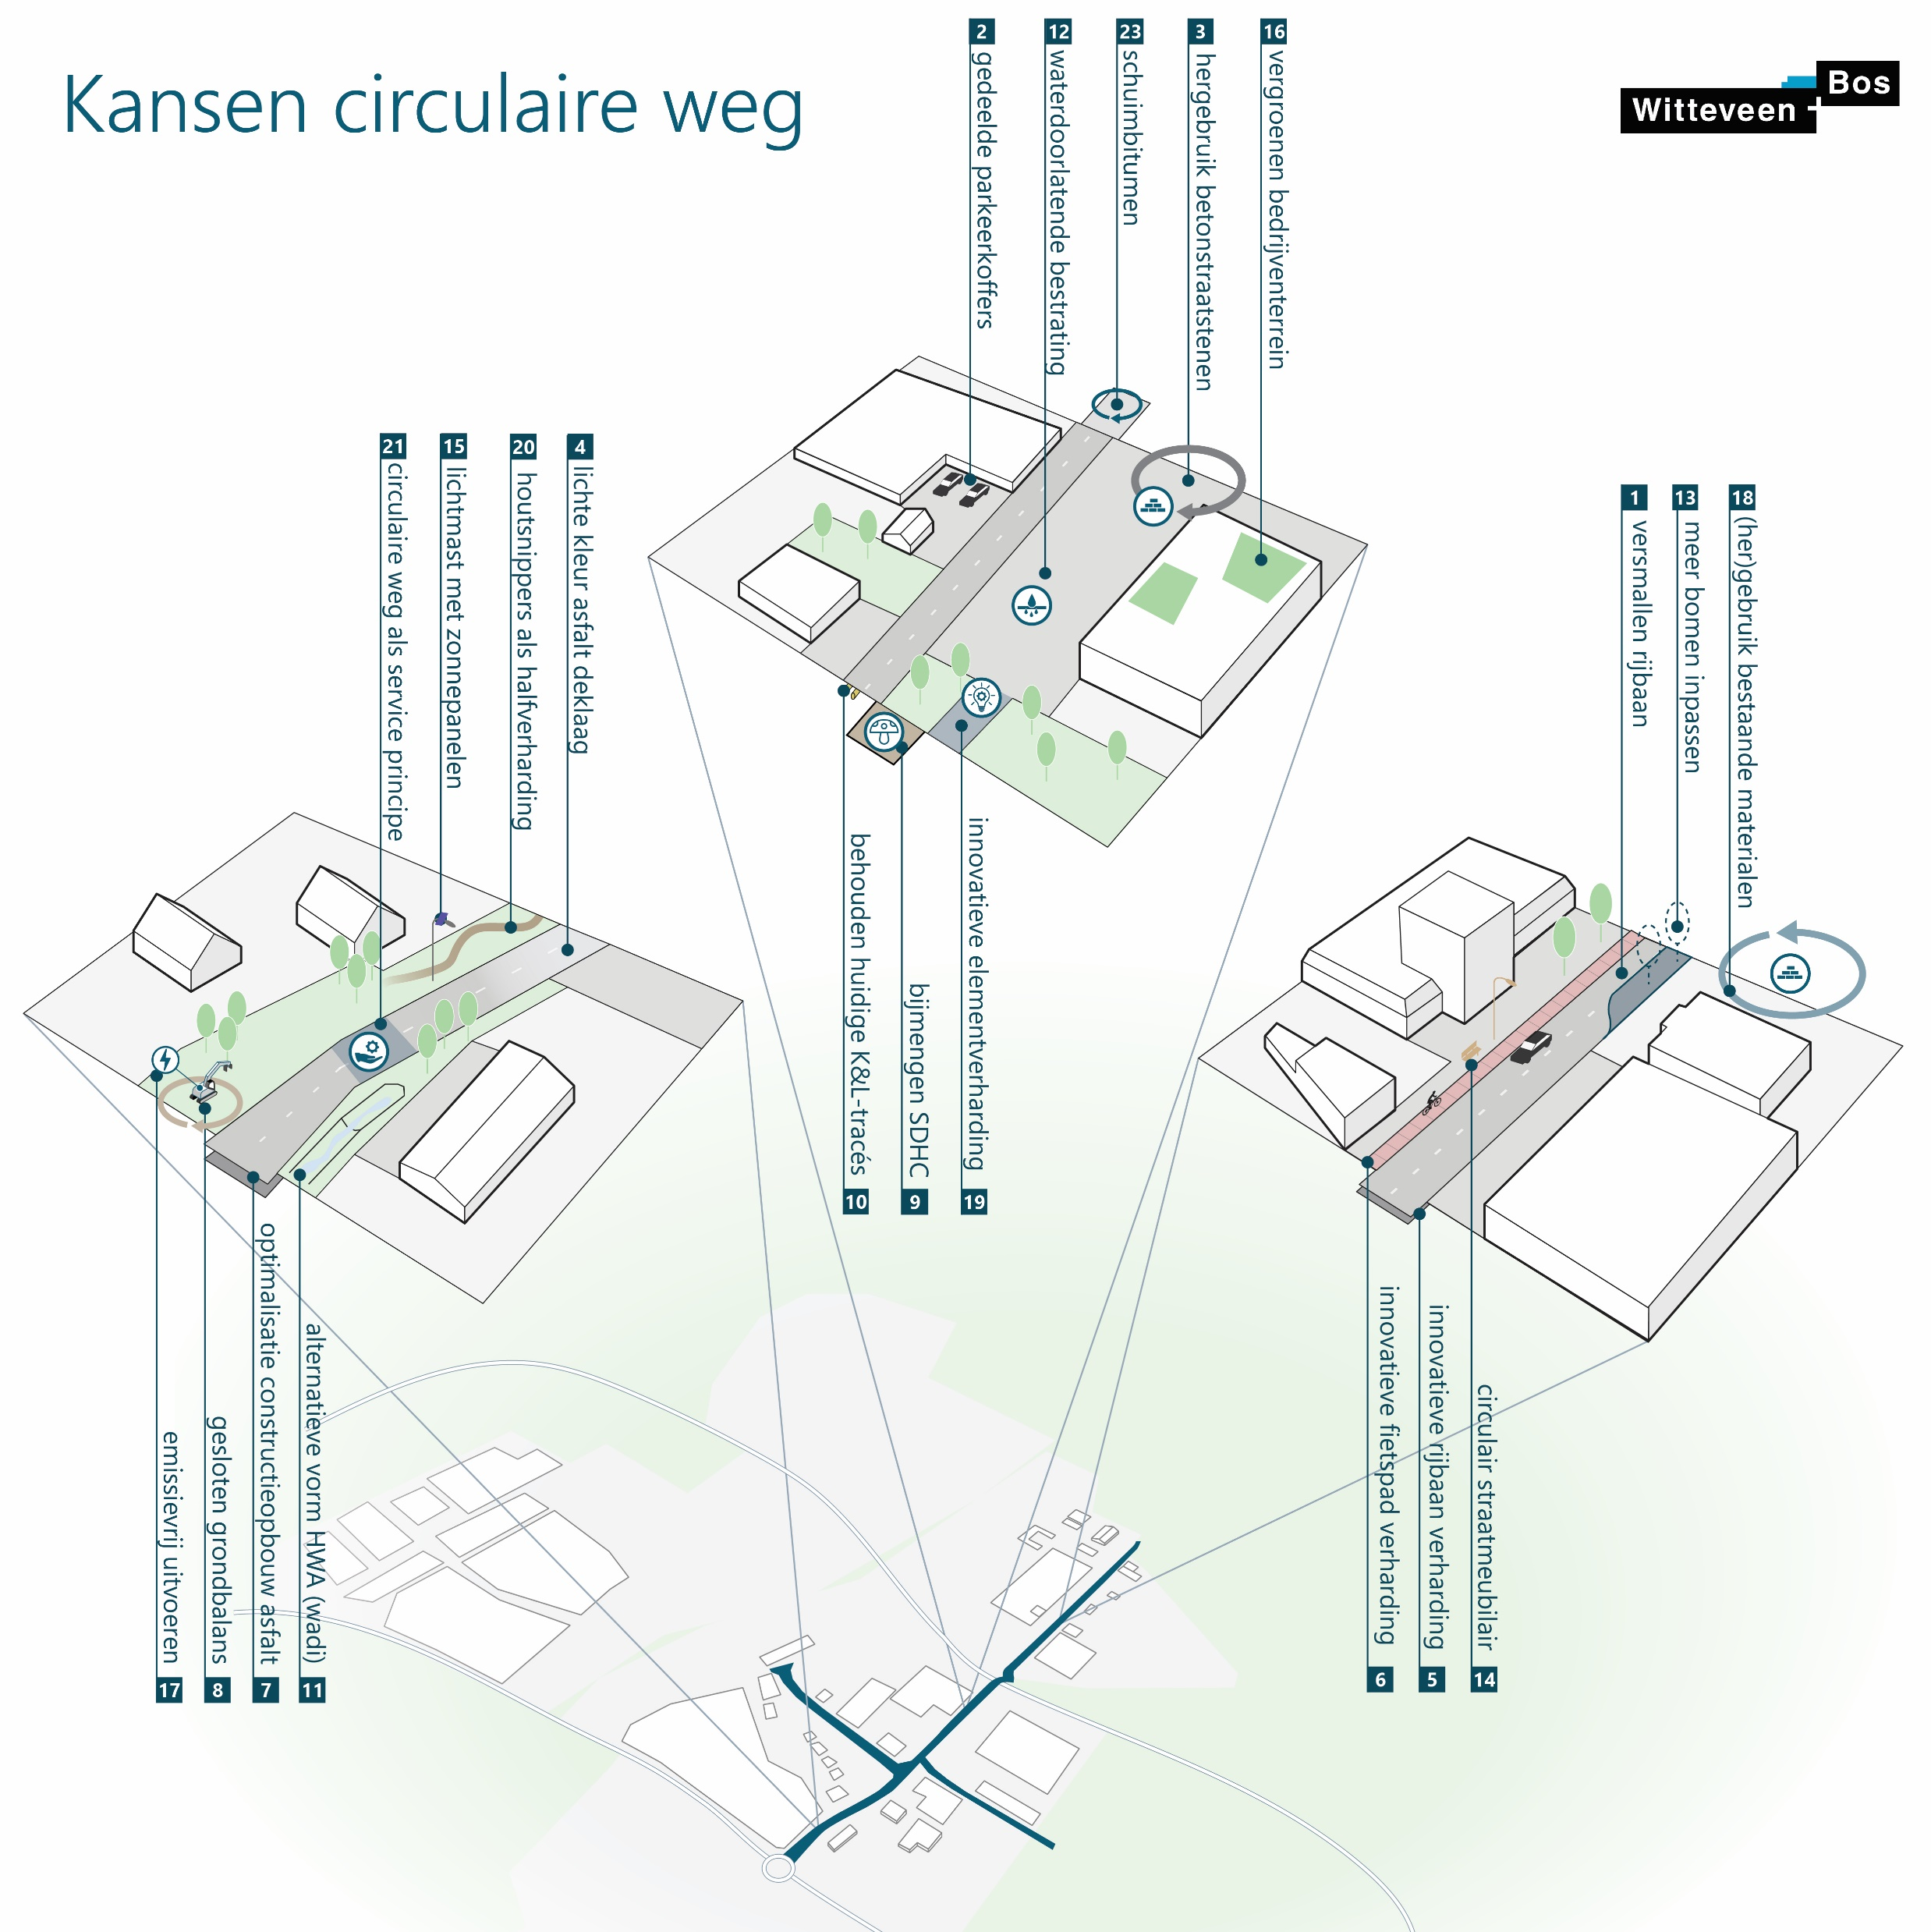 Kansen circulaire weg
Witteveen + Bos
2 gedeelde parkeerkoffers
12 waterdoorlatende bestrating
23 schuimbitumen
3 hergebruik betonstraatstenen
16 vergroenen bedrijventerrein
21 circulaire weg als service principe
15 lichtmast met zonnepanelen
20 houtsnippers als halfverharding
4 lichte kleur asfalt deklaag
1 versmallen rijbaan
13 meer bomen inpassen
18 (her)gebruik bestaande materialen
behouden huidige K&L-tracés 10
bijmengen SDHC 9
innovatieve elementverharding 19
emissievrij uitvoeren 17
gesloten grondbalans 8
optimalisatie constructieopbouw asfalt 7
alternatieve vorm HWA (wadi) 11
innovatieve fietspad verharding 6
innovatieve rijbaan verharding 5
circulair straatmeubilair 14